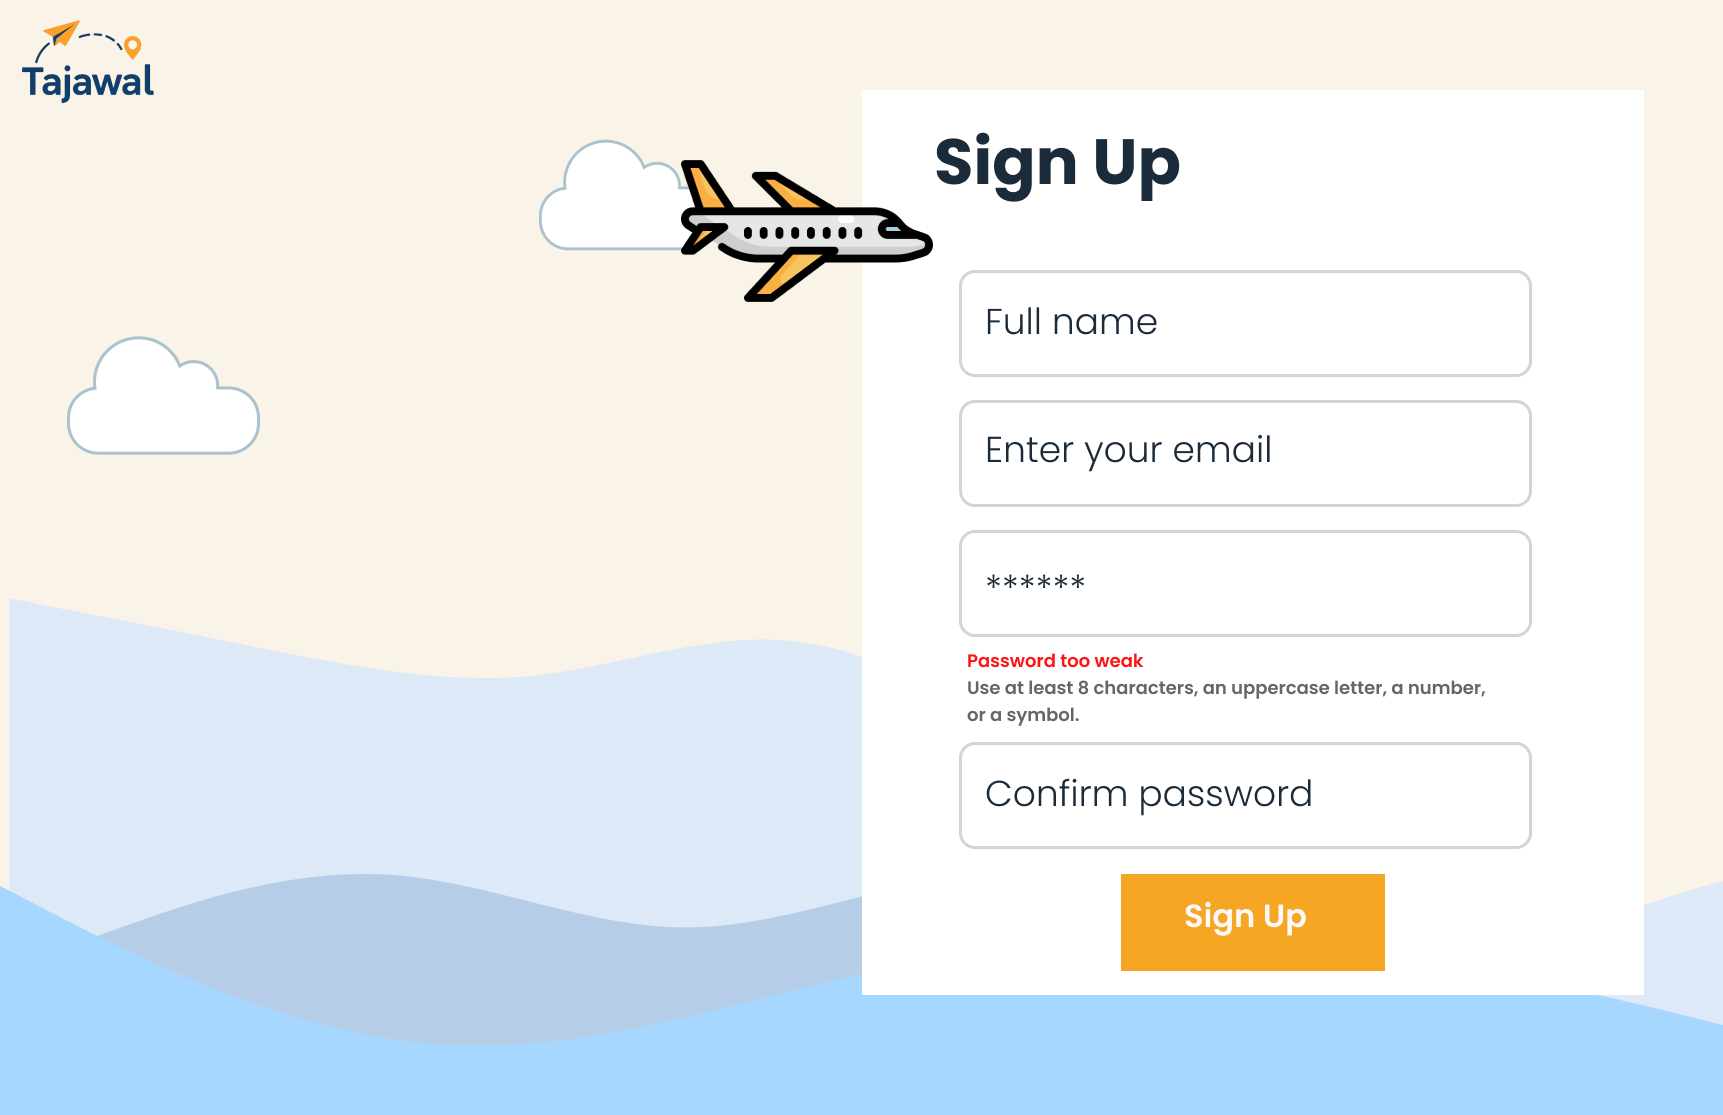 Tajawal
Sign Up
Full name
Enter your email
******
Password too weak
Use at least 8 characters, an uppercase letter, a number,
or a symbol.
Confirm password
Sign Up